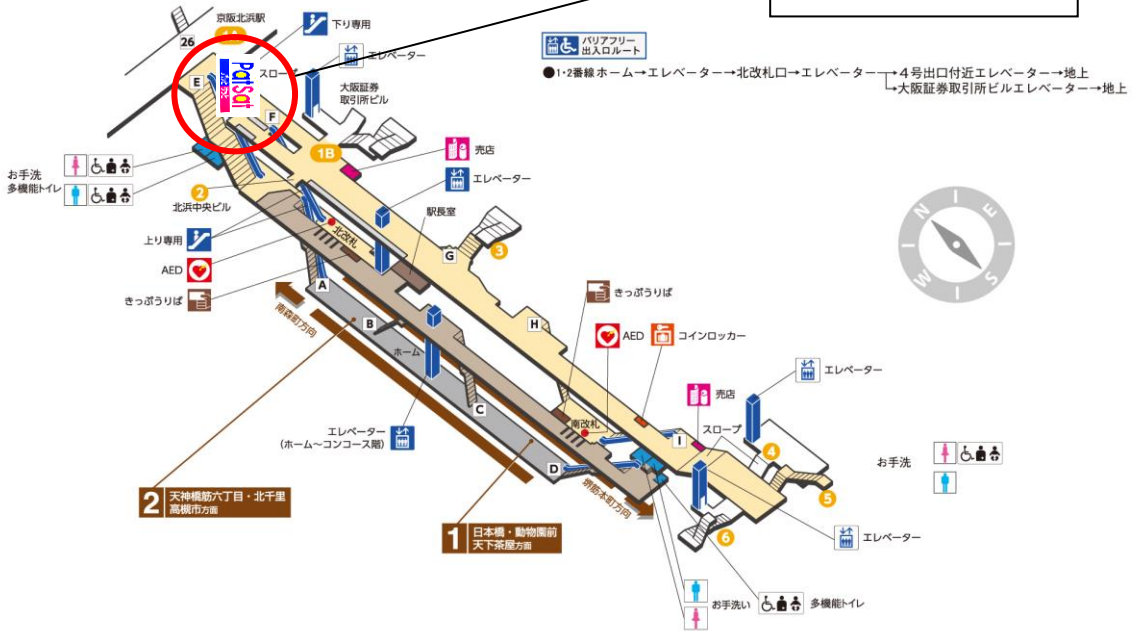 京阪北浜駅
26
下り専用
エレベーター
スロープ
大阪証券
取引所ビル
PatSat
E
F
1B
売店
エレベーター
お手洗
多機能トイレ
2
北浜中央ビル
駅長室
上り専用
北改札
3
G
AED
きっぷうりば
A
きっぷうりば
南森町方向
B
H
AED
コインロッカー
ホーム
エレベーター
売店
C
南改札
スロープ
I
エレベーター
(ホーム〜コンコース階)
4
お手洗
D
5
2 天神橋筋六丁目・北千里
高槻市方面
堺筋本町方向
6
1 日本橋・動物園前
天下茶屋方面
エレベーター
お手洗い
多機能トイレ
バリアフリー
出入口ルート
●1・2番線ホーム→エレベーター→北改札口→エレベーター→4号出口付近エレベーター→地上
→大阪証券取引所ビルエレベーター→地上
N
E
S
W